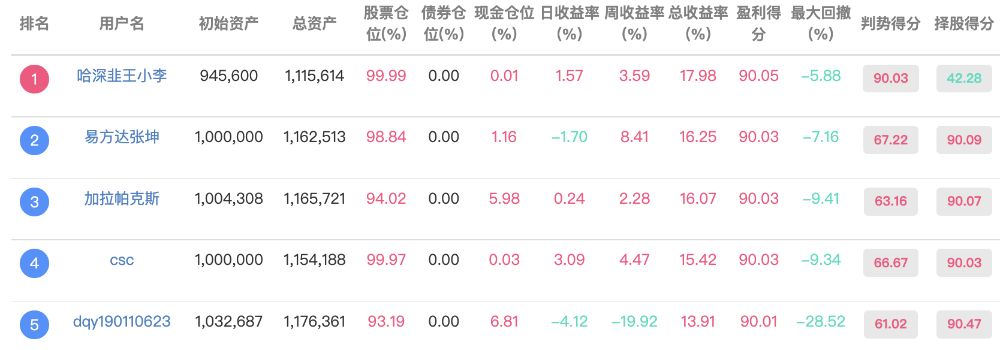 排名 用户名 初始资产 总资产 股票仓位(%) 债券仓位(%) 现金仓位(%) 日收益率(%) 周收益率(%) 总收益率(%) 盈利得分 最大回撤(%) 判势得分 择股得分
1 哈深韭王小李 945,600 1,115,614 99.99 0.00 0.01 1.57 3.59 17.98 90.05 −5.88 90.03 42.28
2 易方达张坤 1,000,000 1,162,513 98.84 0.00 1.16 −1.70 8.41 16.25 90.03 −7.16 67.22 90.09
3 加拉帕克斯 1,004,308 1,165,721 94.02 0.00 5.98 0.24 2.28 16.07 90.03 −9.41 63.16 90.07
4 csc 1,000,000 1,154,188 99.97 0.00 0.03 3.09 4.47 15.42 90.03 −9.34 66.67 90.03
5 dqy190110623 1,032,687 1,176,361 93.19 0.00 6.81 −4.12 −19.92 13.91 90.01 −28.52 61.02 90.47